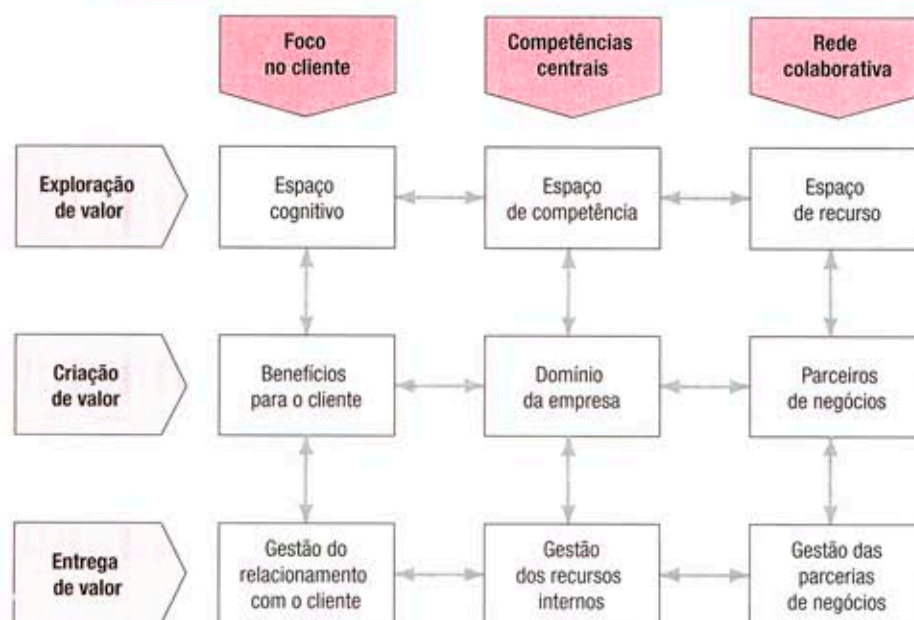 Foco
no cliente
Competências
centrais
Rede
colaborativa
Exploração
de valor
Espaço
cognitivo
Espaço
de competência
Espaço
de recurso
Criação
de valor
Benefícios
para o cliente
Domínio
da empresa
Parceiros
de negócios
Entrega
de valor
Gestão do
relacionamento
com o cliente
Gestão
dos recursos
internos
Gestão das
parcerias
de negócios